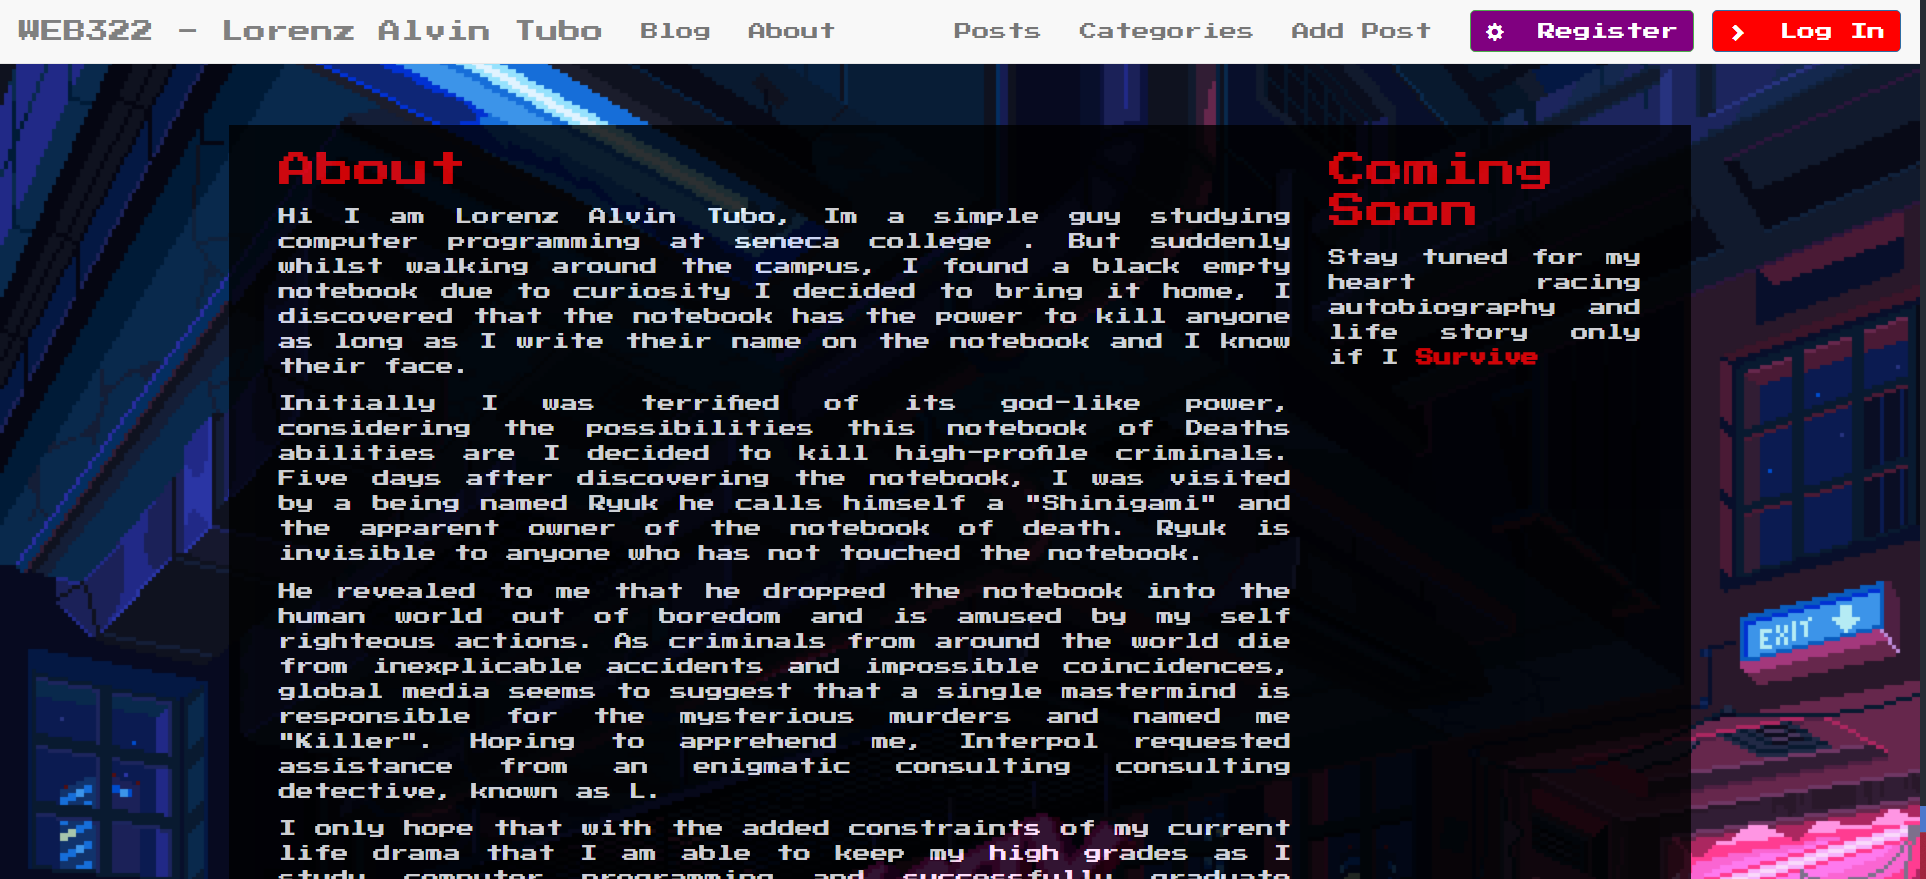 WEB322 - Lorenz Alvin Tubo Blog About Posts Categories Add Post Register Log In
About
Hi I am Lorenz Alvin Tubo, Im a simple guy studying
computer programming at seneca college . But suddenly
whilst walking around the campus, I found a black empty
notebook due to curiosity I decided to bring it home, I
discovered that the notebook has the power to kill anyone
as long as I write their name on the notebook and I know
their face.
Initially I was terrified of its god-like power,
considering the possibilities this notebook of Deaths
abilities are I decided to kill high-profile criminals.
Five days after discovering the notebook, I was visited
by a being named Ryuk he calls himself a "Shinigami" and
the apparent owner of the notebook of death. Ryuk is
invisible to anyone who has not touched the notebook.
He revealed to me that he dropped the notebook into the
human world out of boredom and is amused by my self
righteous actions. As criminals from around the world die
from inexplicable accidents and impossible coincidences,
global media seems to suggest that a single mastermind is
responsible for the mysterious murders and named me
"Killer". Hoping to apprehend me, Interpol requested
assistance from an enigmatic consulting consulting
detective, known as L.
I only hope that with the added constraints of my current
life drama that I am able to keep my high grades as I
study computer programming and successfully graduate
Coming
Soon
Stay tuned for my
heart racing
autobiography and
life story only
if I Survive
EXIT